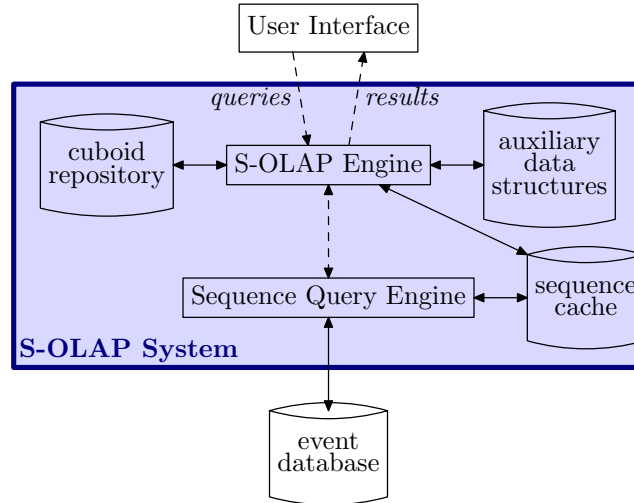 User Interface
queries
results
cuboid
repository
S-OLAP Engine
auxiliary
data
structures
Sequence Query Engine
sequence
cache
S-OLAP System
event
database